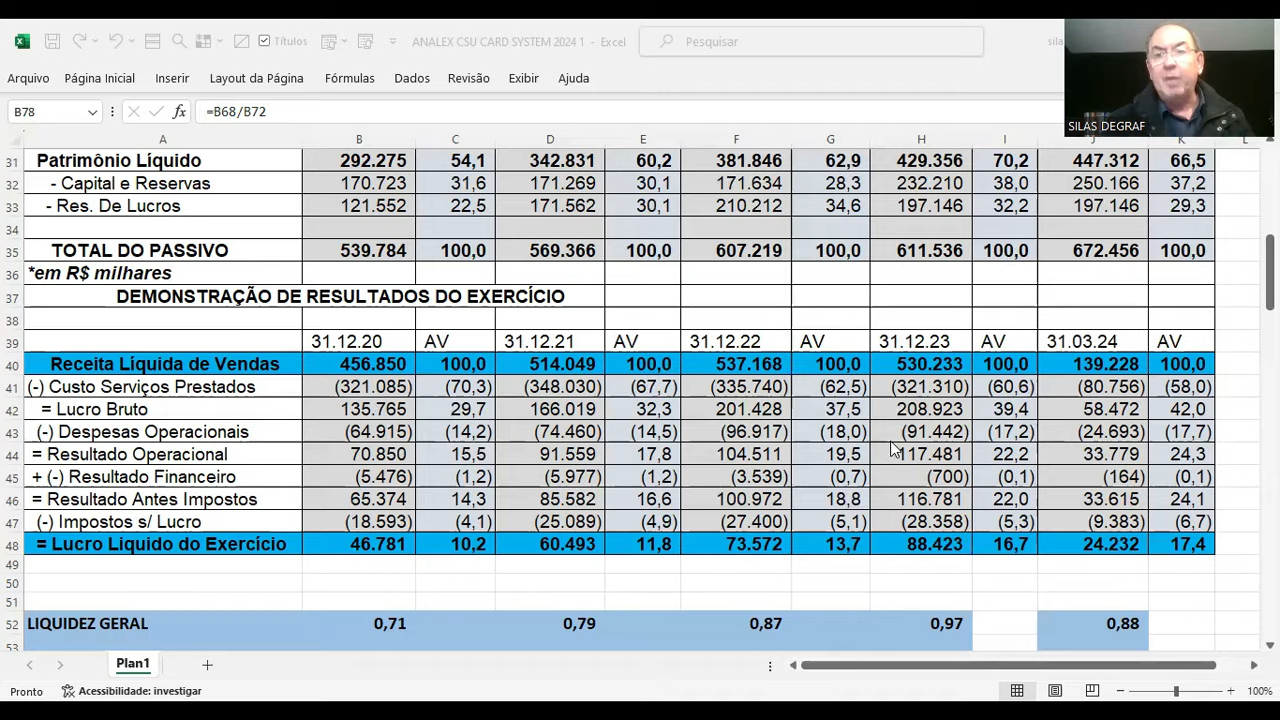 Títulos
ANALEX CSU CARD SYSTEM 2024 1 - Excel
Pesquisar
Arquivo Página Inicial Inserir Layout da Página Fórmulas Dados Revisão Exibir Ajuda
SILAS DEGRAF
B78 fx =B68/B72
A B C D E F G H I J K
31 Patrimônio Líquido 292.275 54,1 342.831 60,2 381.846 62,9 429.356 70,2 447.312 66,5
32 - Capital e Reservas 170.723 31,6 171.269 30,1 171.634 28,3 232.210 38,0 250.166 37,2
33 - Res. De Lucros 121.552 22,5 171.562 30,1 210.212 34,6 197.146 32,2 197.146 29,3
34
35 TOTAL DO PASSIVO 539.784 100,0 569.366 100,0 607.219 100,0 611.536 100,0 672.456 100,0
36 *em R$ milhares
37 DEMONSTRAÇÃO DE RESULTADOS DO EXERCÍCIO
38
39 31.12.20 AV 31.12.21 AV 31.12.22 AV 31.12.23 AV 31.03.24 AV
40 Receita Líquida de Vendas 456.850 100,0 514.049 100,0 537.168 100,0 530.233 100,0 139.228 100,0
41 (-) Custo Serviços Prestados (321.085) (70,3) (348.030) (67,7) (335.740) (62,5) (321.310) (60,6) (80.756) (58,0)
42 = Lucro Bruto 135.765 29,7 166.019 32,3 201.428 37,5 208.923 39,4 58.472 42,0
43 (-) Despesas Operacionais (64.915) (14,2) (74.460) (14,5) (96.917) (18,0) (91.442) (17,2) (24.693) (17,7)
44 = Resultado Operacional 70.850 15,5 91.559 17,8 104.511 19,5 117.481 22,2 33.779 24,3
45 + (-) Resultado Financeiro (5.476) (1,2) (5.977) (1,2) (3.539) (0,7) (700) (0,1) (164) (0,1)
46 = Resultado Antes Impostos 65.374 14,3 85.582 16,6 100.972 18,8 116.781 22,0 33.615 24,1
47 (-) Impostos s/ Lucro (18.593) (4,1) (25.089) (4,9) (27.400) (5,1) (28.358) (5,3) (9.383) (6,7)
48 = Lucro Liquido do Exercício 46.781 10,2 60.493 11,8 73.572 13,7 88.423 16,7 24.232 17,4
49
50
51
52 LIQUIDEZ GERAL 0,71 0,79 0,87 0,97 0,88
53
Plan1
Pronto Acessibilidade: investigar 100%